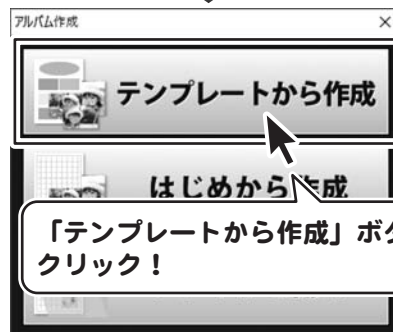 アルバム作成
テンプレートから作成
はじめから作成
「テンプレートから作成」ボ
クリック！